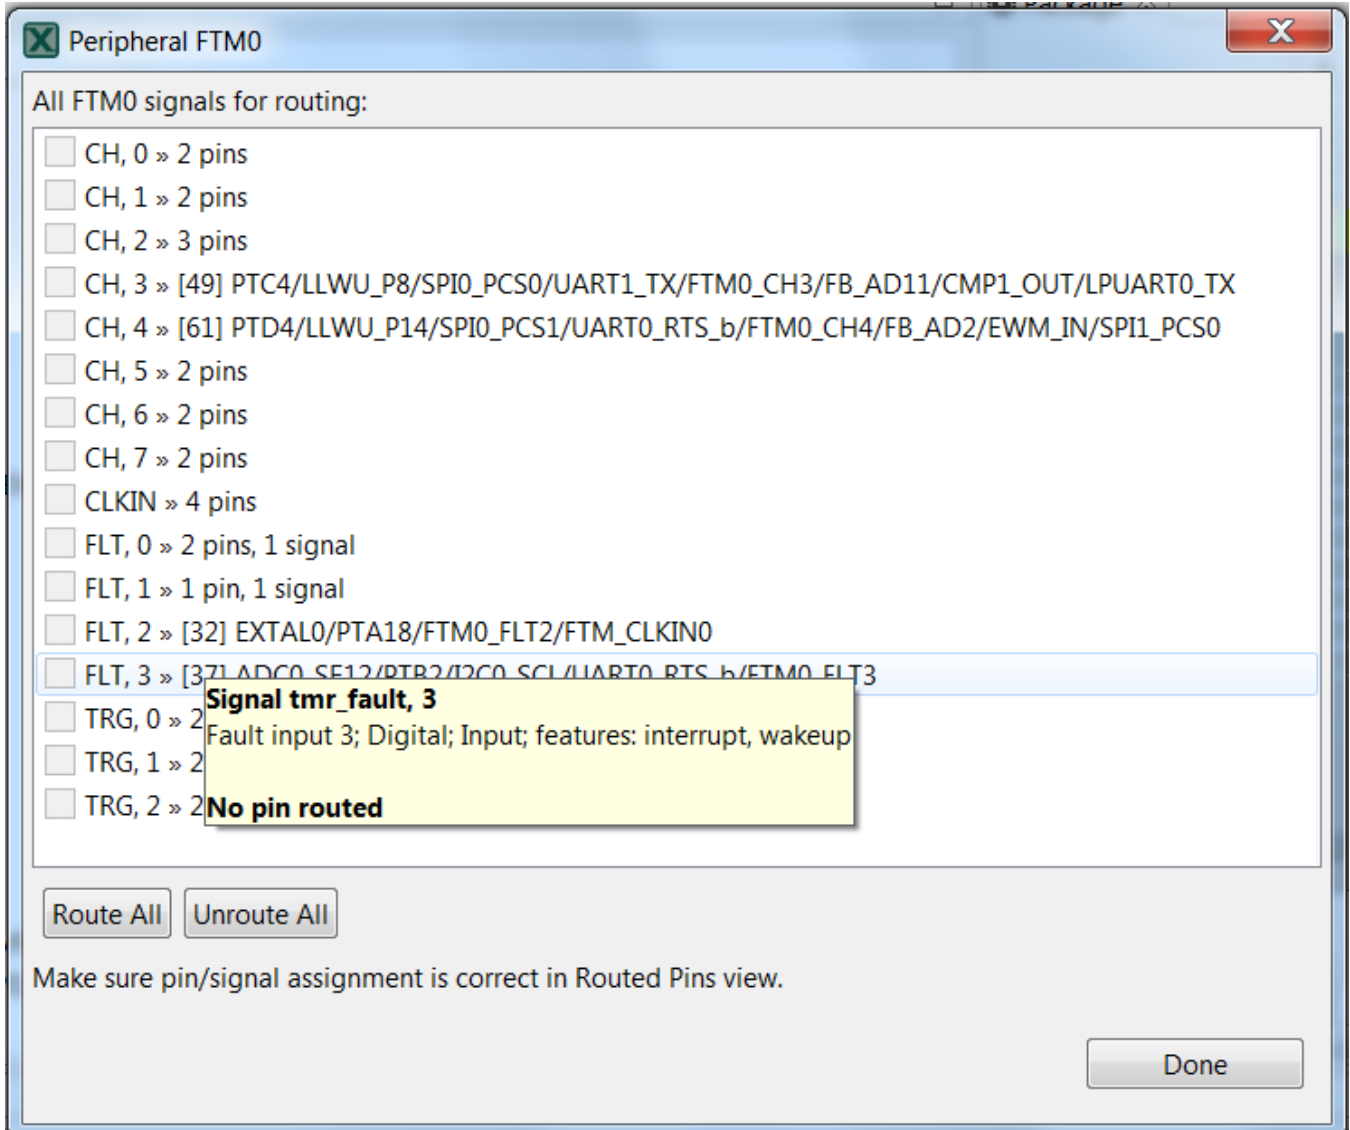 Package
Peripheral FTM0
All FTM0 signals for routing:
CH, 0 » 2 pins
CH, 1 » 2 pins
CH, 2 » 3 pins
CH, 3 » [49] PTC4/LLWU_P8/SPI0_PCS0/UART1_TX/FTM0_CH3/FB_AD11/CMP1_OUT/LPUART0_TX
CH, 4 » [61] PTD4/LLWU_P14/SPI0_PCS1/UART0_RTS_b/FTM0_CH4/FB_AD2/EWM_IN/SPI1_PCS0
CH, 5 » 2 pins
CH, 6 » 2 pins
CH, 7 » 2 pins
CLKIN » 4 pins
FLT, 0 » 2 pins, 1 signal
FLT, 1 » 1 pin, 1 signal
FLT, 2 » [32] EXTAL0/PTA18/FTM0_FLT2/FTM_CLKIN0
FLT, 3 » [37] ADC0_SE12/PTB2/I2C0_SCL/UART0_RTS_b/FTM0_FLT3
Signal tmr_fault, 3
Fault input 3; Digital; Input; features: interrupt, wakeup
No pin routed
TRG, 0 » 2
TRG, 1 » 2
TRG, 2 » 2
Route All
Unroute All
Make sure pin/signal assignment is correct in Routed Pins view.
Done